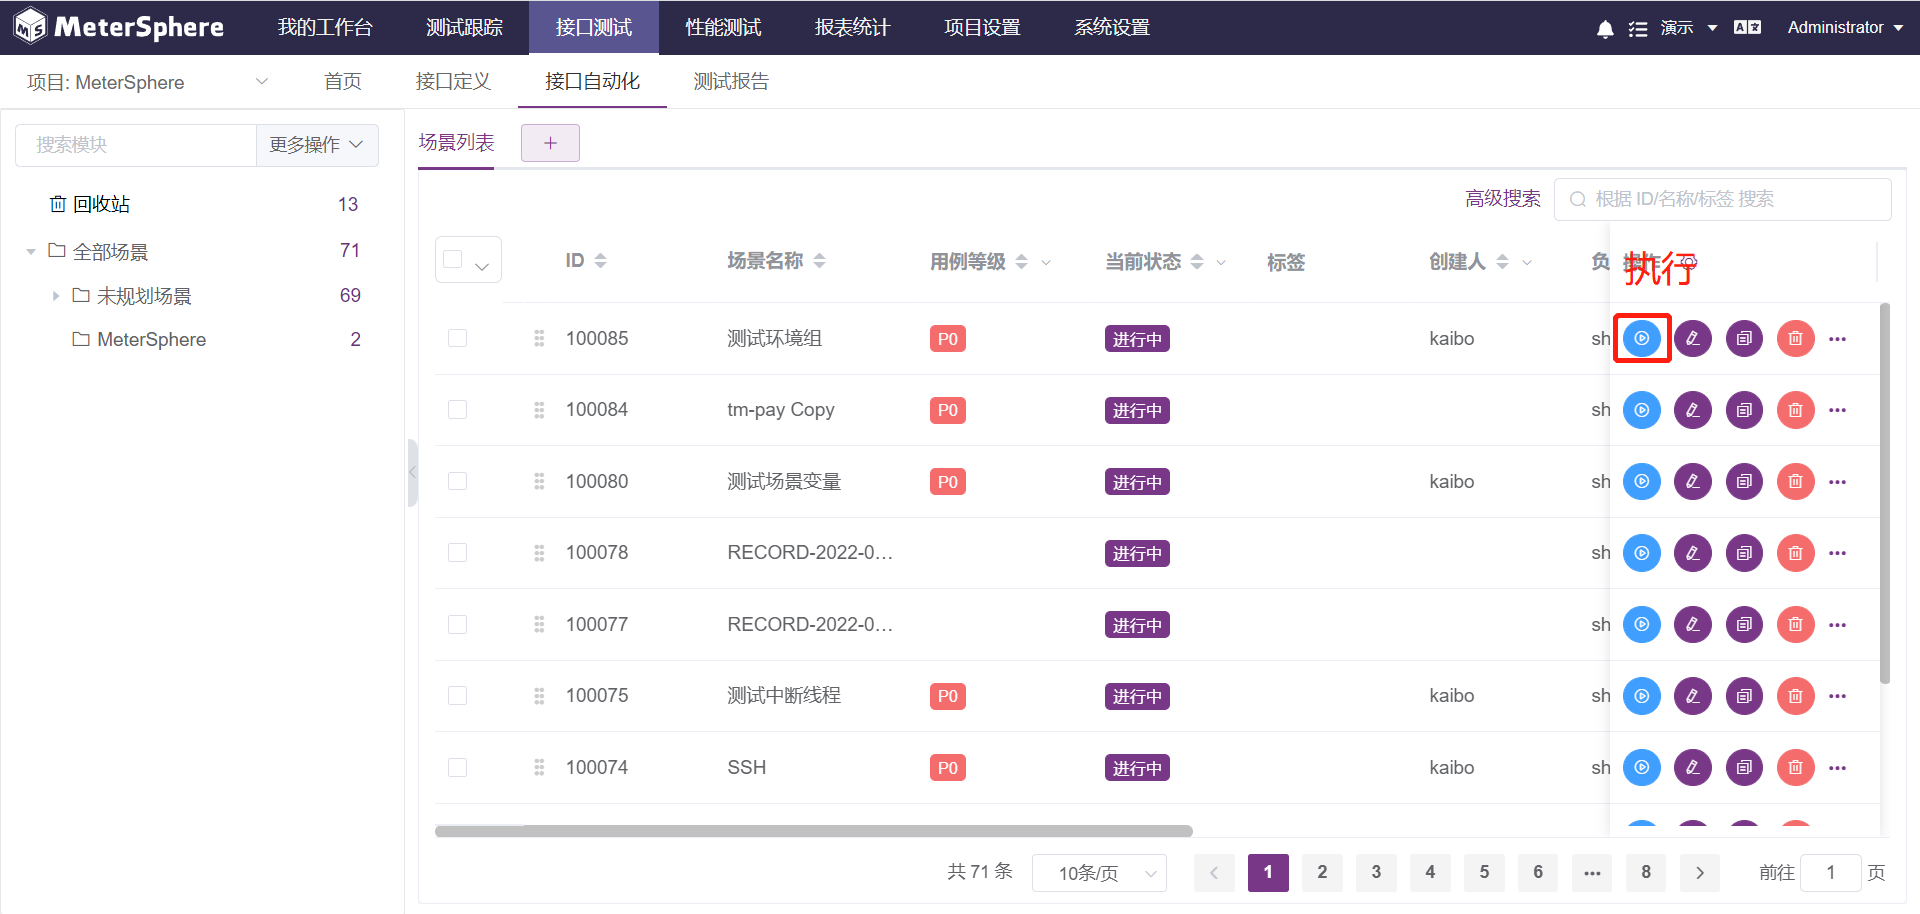 MeterSphere 我的工作台 测试跟踪 接口测试 性能测试 报表统计 项目设置 系统设置 演示 Administrator
项目: MeterSphere 首页 接口定义 接口自动化 测试报告
搜索模块 更多操作
回收站 13
全部场景 71
未规划场景 69
MeterSphere 2
场景列表 +
高级搜索 根据 ID/名称/标签 搜索
ID 场景名称 用例等级 当前状态 标签 创建人 负 操作
执行
100085 测试环境组 P0 进行中 kaibo sh
100084 tm-pay Copy P0 进行中 sh
100080 测试场景变量 P0 进行中 kaibo sh
100078 RECORD-2022-0... 进行中 sh
100077 RECORD-2022-0... 进行中 sh
100075 测试中断线程 P0 进行中 kaibo sh
100074 SSH P0 进行中 kaibo sh
共 71 条 10条/页 1 2 3 4 5 6 ... 8 前往 1 页